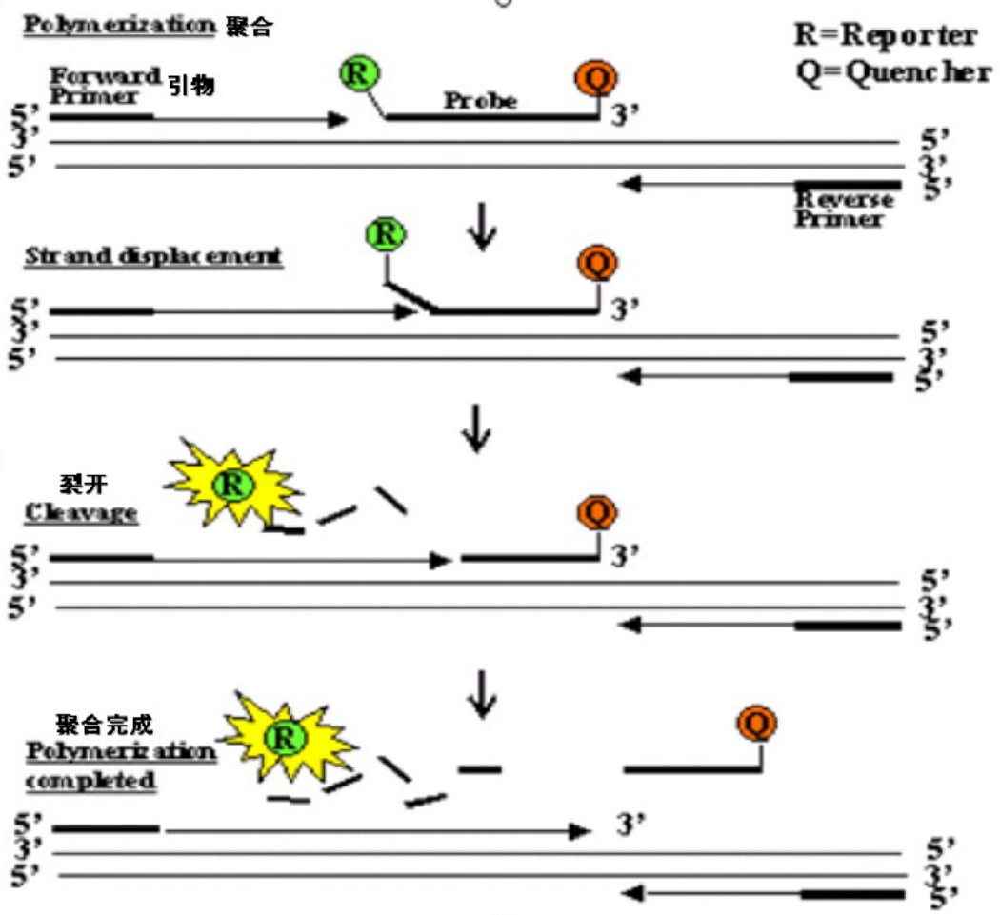 Polymerization 聚合
R=Reporter
Q=Quencher
Forward 引物
Primer
R
Q
Probe
5’
3’
3’
5’
5’
3’
5’
Reverse
Primer
Strand displacement
R
Q
5’
3’
3’
5’
5’
3’
5’
裂开
Cleavage
R
Q
5’
3’
3’
5’
5’
3’
5’
聚合完成
Polymerization
completed
R
Q
5’
3’
3’
5’
5’
3’
5’